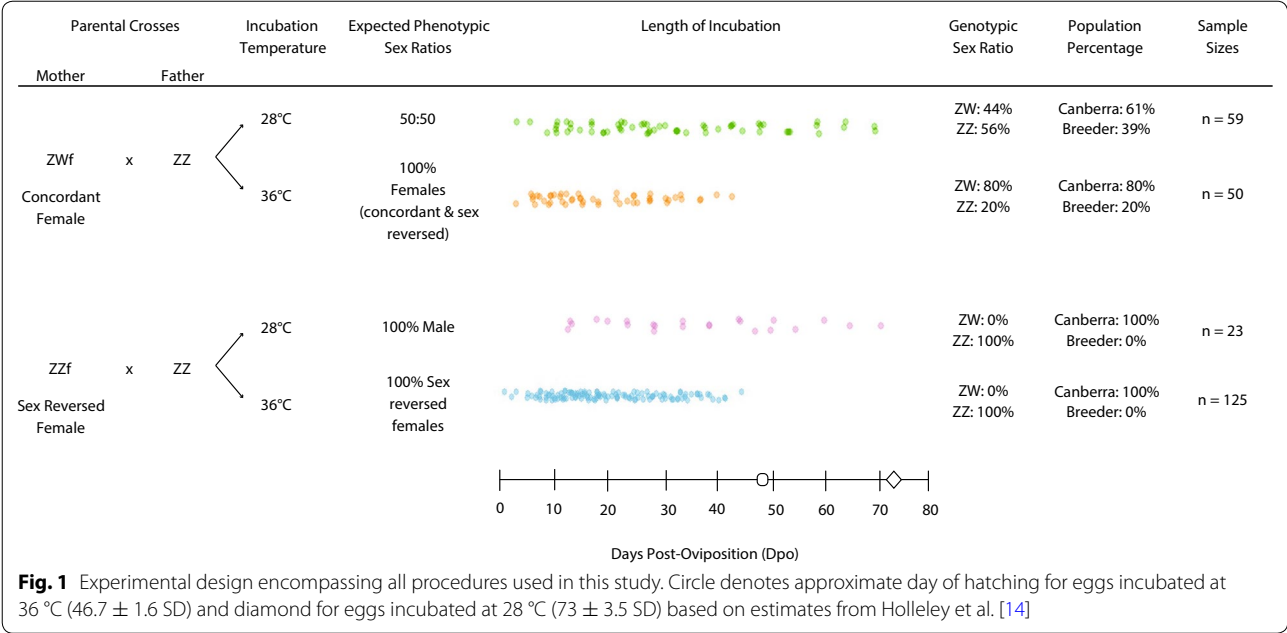 Parental Crosses
Incubation Temperature
Expected Phenotypic Sex Ratios
Length of Incubation
Genotypic Sex Ratio
Population Percentage
Sample Sizes
Mother
Father
ZWf x ZZ
Concordant Female
28°C
50:50
ZW: 44%
ZZ: 56%
Canberra: 61%
Breeder: 39%
n = 59
36°C
100%
Females
(concordant & sex
reversed)
ZW: 80%
ZZ: 20%
Canberra: 80%
Breeder: 20%
n = 50
ZZf x ZZ
Sex Reversed
Female
28°C
100% Male
ZW: 0%
ZZ: 100%
Canberra: 100%
Breeder: 0%
n = 23
36°C
100% Sex
reversed
females
ZW: 0%
ZZ: 100%
Canberra: 100%
Breeder: 0%
n = 125
0 10 20 30 40 50 60 70 80
Days Post-Oviposition (Dpo)
Fig. 1 Experimental design encompassing all procedures used in this study. Circle denotes approximate day of hatching for eggs incubated at
36 °C (46.7 ± 1.6 SD) and diamond for eggs incubated at 28 °C (73 ± 3.5 SD) based on estimates from Holleley et al. [14]